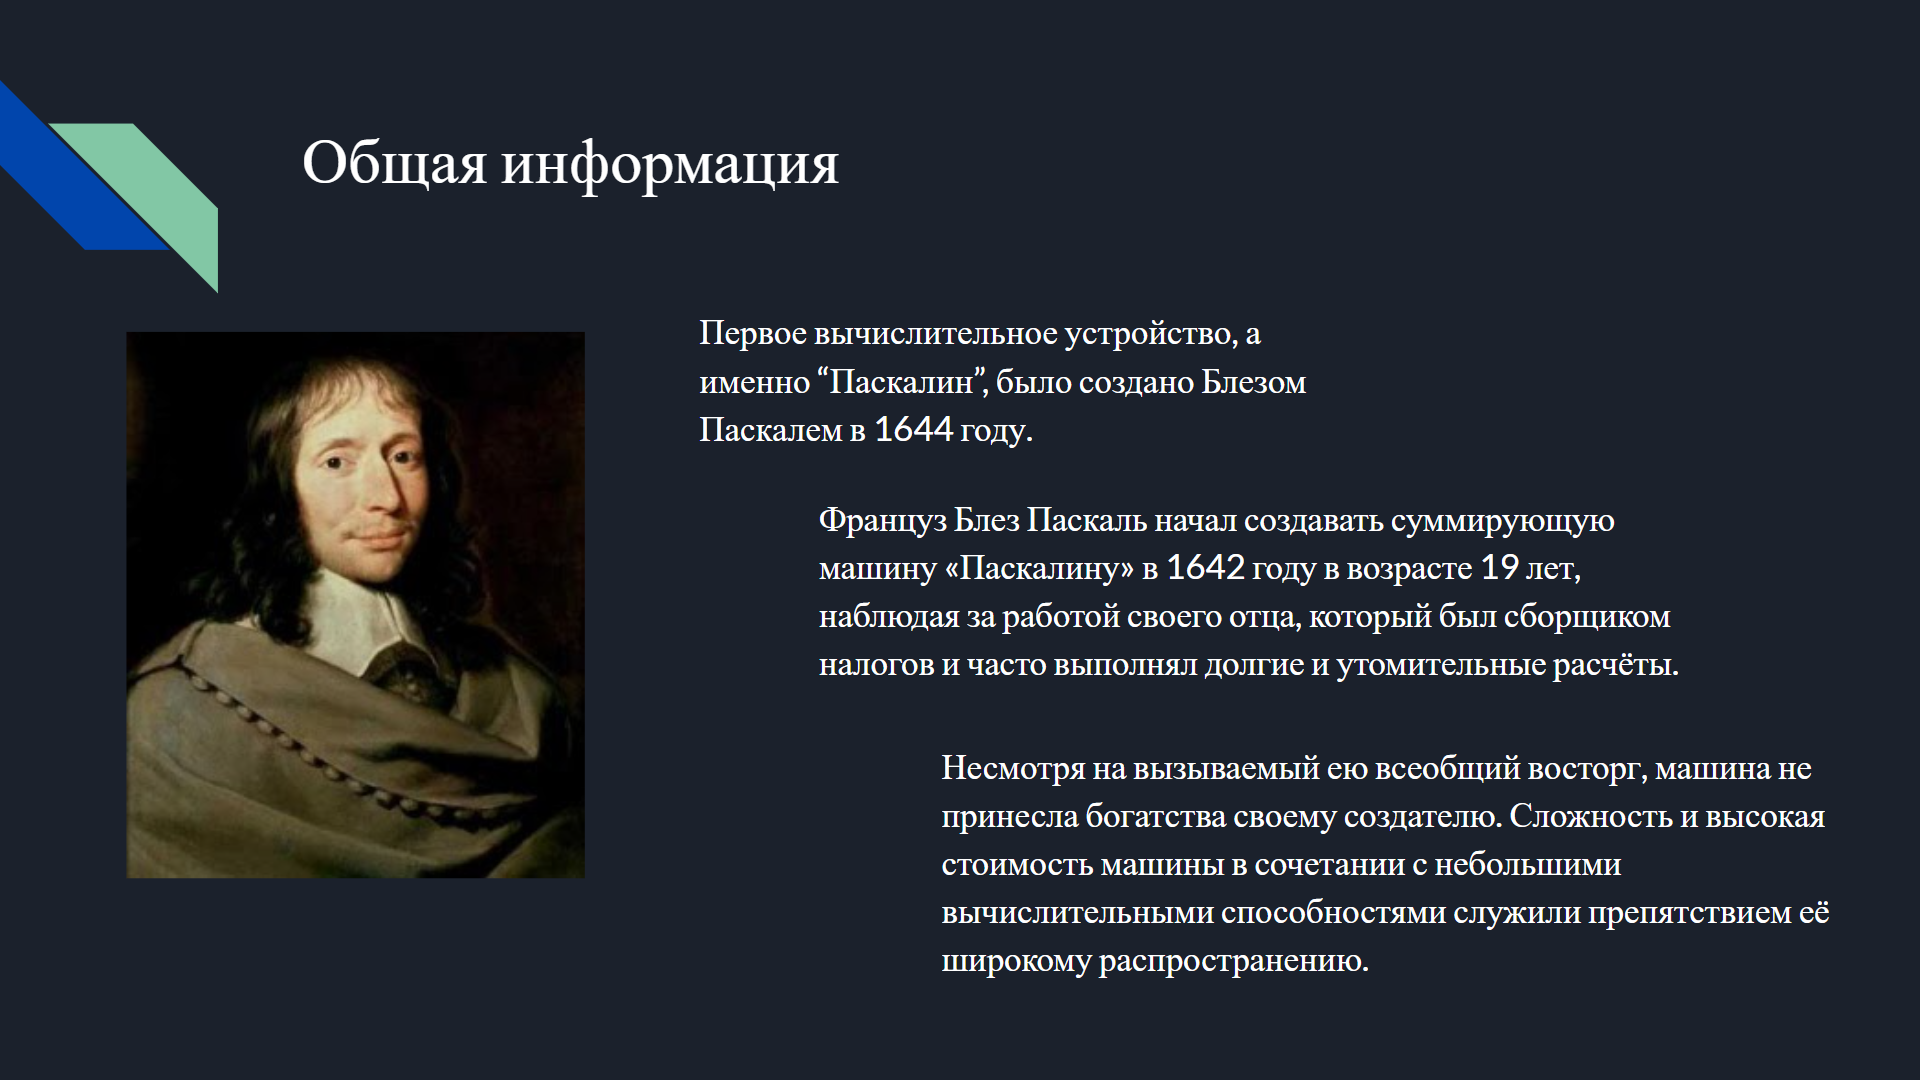 Общая информация
Первое вычислительное устройство, а
именно “Паскалин”, было создано Блезом
Паскалем в 1644 году.
Француз Блез Паскаль начал создавать суммирующую
машину «Паскалину» в 1642 году в возрасте 19 лет,
наблюдая за работой своего отца, который был сборщиком
налогов и часто выполнял долгие и утомительные расчёты.
Несмотря на вызываемый ею всеобщий восторг, машина не
принесла богатства своему создателю. Сложность и высокая
стоимость машины в сочетании с небольшими
вычислительными способностями служили препятствием её
широкому распространению.